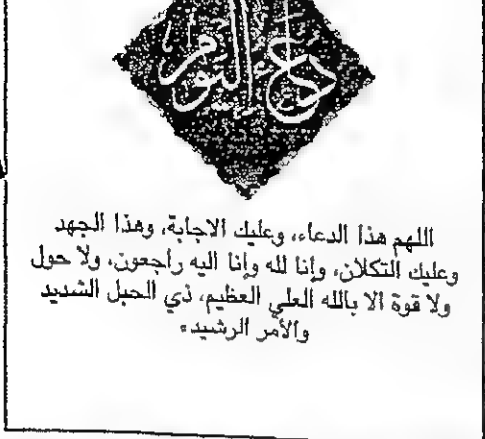 دعاء اليوم
اللهم هذا الدعاء، وعليك الاجابة، وهذا الجهد
وعليك التكلان، وإنا لله وإنا اليه راجعون، ولا حول
ولا قوة الا بالله العلي العظيم، ذي الحبل الشديد
والأمر الرشيد»